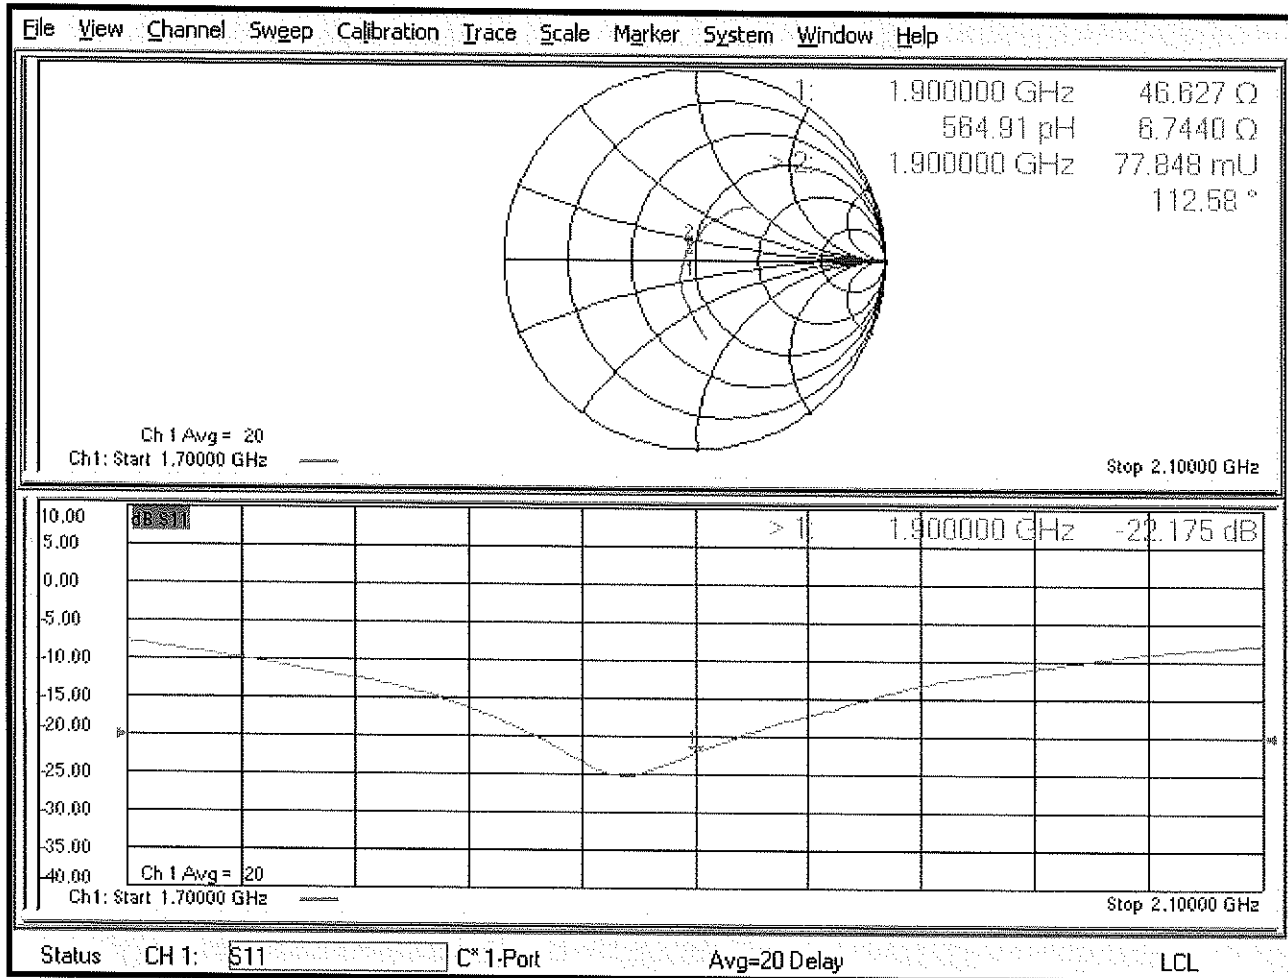 File View Channel Sweep Calibration Trace Scale Marker System Window Help
1: 1.900000 GHz 46.627 Ω
564.91 pH 6.7440 Ω
> 2: 1.900000 GHz 77.848 mU
112.58 °
2
1
Ch 1 Avg = 20
Ch1: Start 1.70000 GHz
Stop 2.10000 GHz
10.00
dB S11
> 1: 1.900000 GHz -22.175 dB
5.00
0.00
-5.00
-10.00
-15.00
-20.00
1
-25.00
-30.00
-35.00
-40.00
Ch 1 Avg = 20
Ch1: Start 1.70000 GHz
Stop 2.10000 GHz
Status CH 1: S11 C* 1-Port Avg=20 Delay LCL